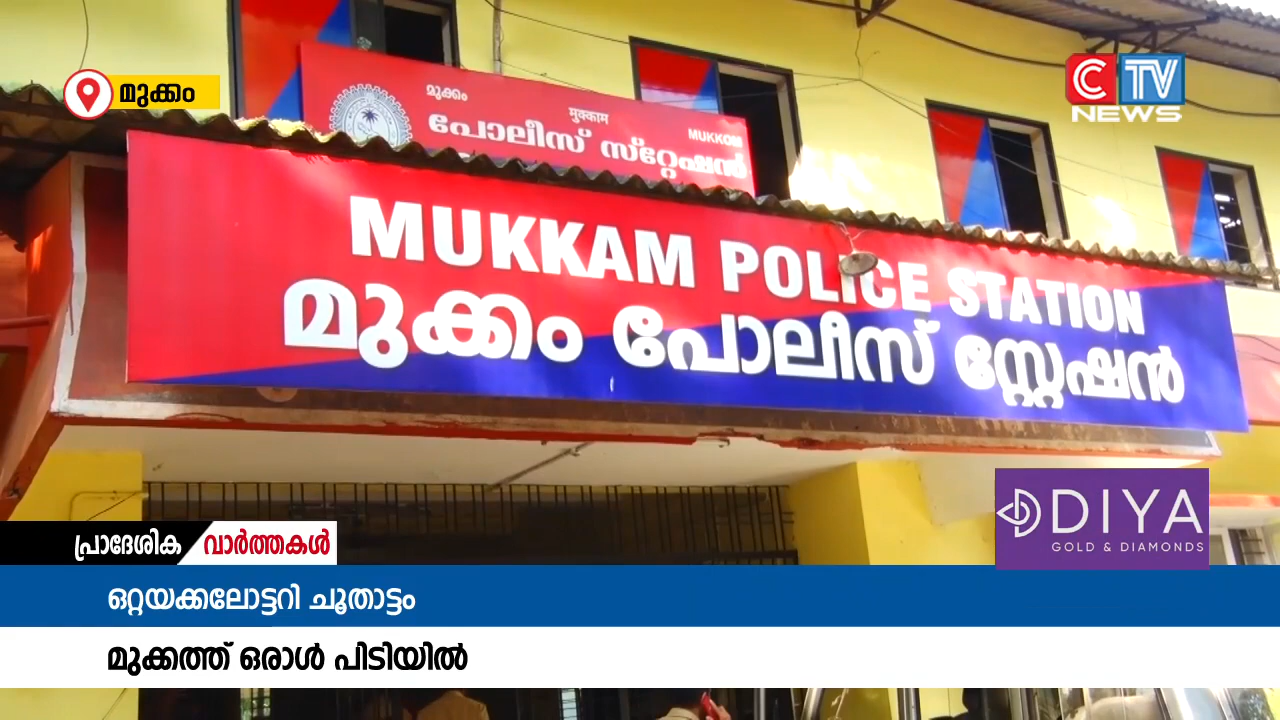 മുക്കം
CTV
NEWS
മുക്കം
मुक्काम
MUKKOM
പോലീസ് സ്റ്റേഷൻ
MUKKAM POLICE STATION
മുക്കം പോലീസ് സ്റ്റേഷൻ
DIYA
GOLD & DIAMONDS
പ്രാദേശിക വാർത്തകൾ
ഒറ്റയക്കലോട്ടറി ചൂതാട്ടം
മുക്കത്ത് ഒരാൾ പിടിയിൽ